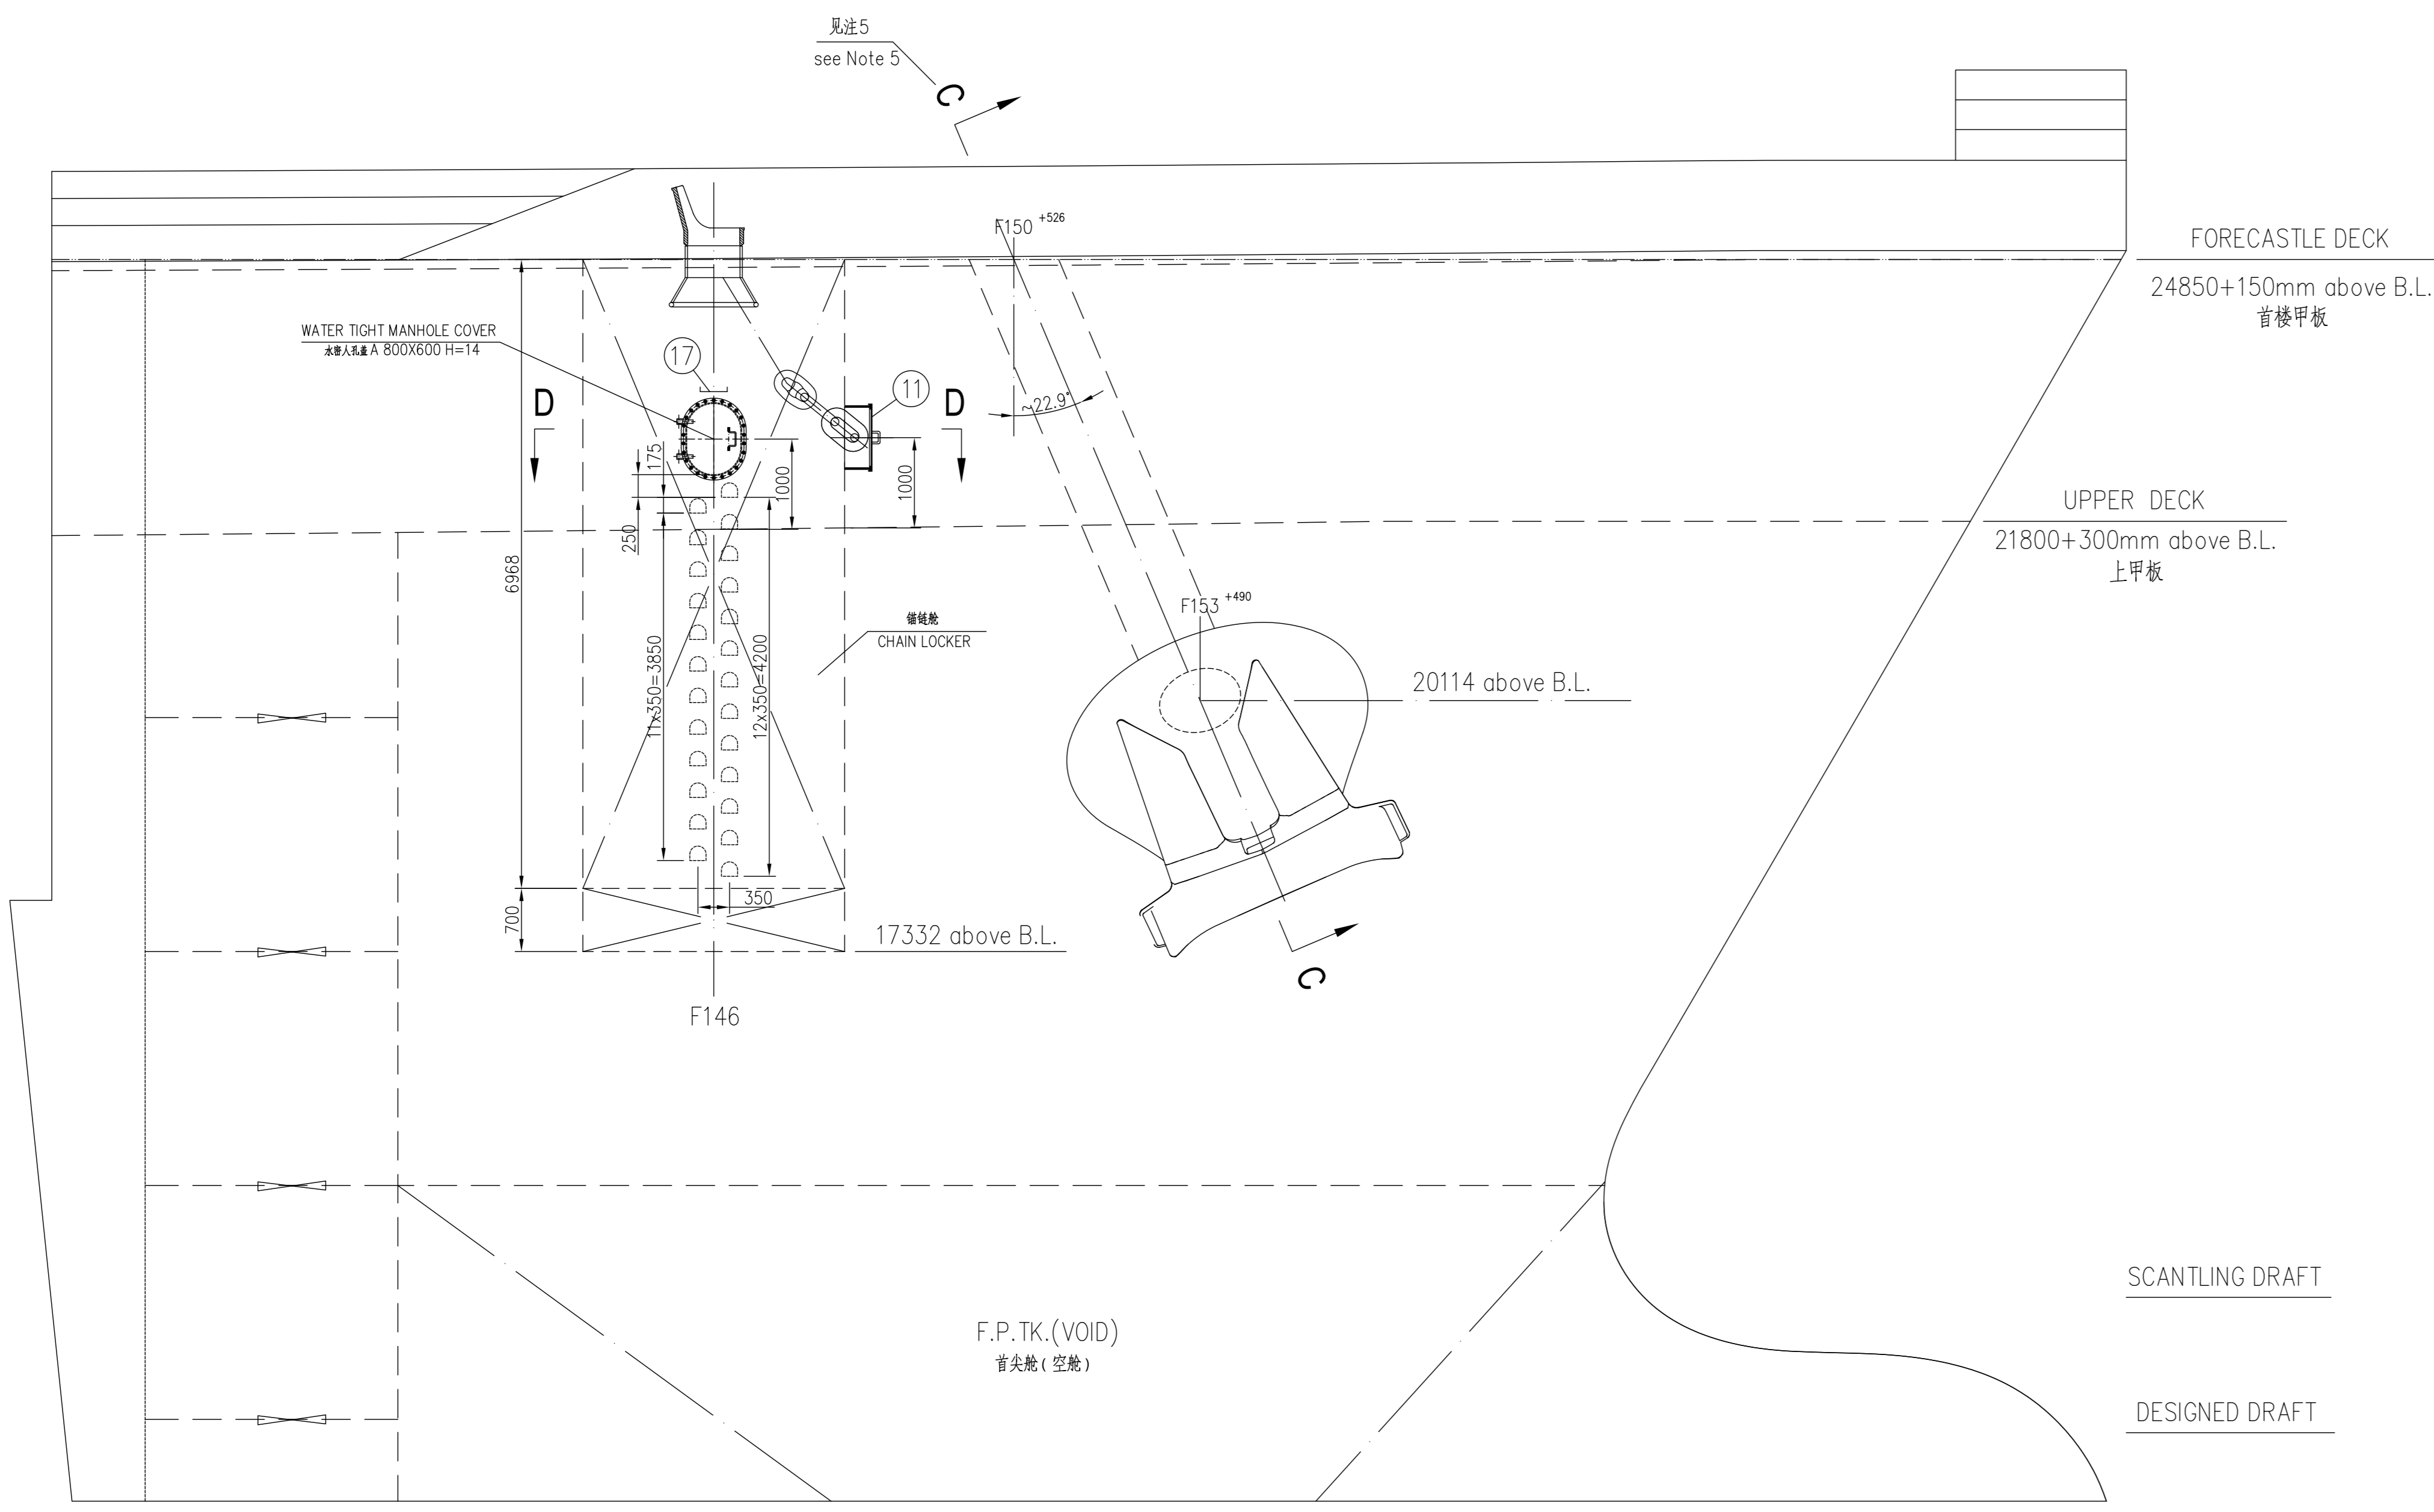 见注5
see Note 5
C
F150 +526
FORECASTLE DECK
24850+150mm above B.L.
首楼甲板
WATER TIGHT MANHOLE COVER
水密人孔盖 A 800X600 H=14
17
11
D
D
~22.9°
175
250
1000
1000
UPPER DECK
21800+300mm above B.L.
上甲板
6968
F153 +490
锚链舱
CHAIN LOCKER
11x350=3850
12x350=4200
20114 above B.L.
350
700
17332 above B.L.
C
F146
SCANTLING DRAFT
F.P.TK.(VOID)
首尖舱(空舱)
DESIGNED DRAFT